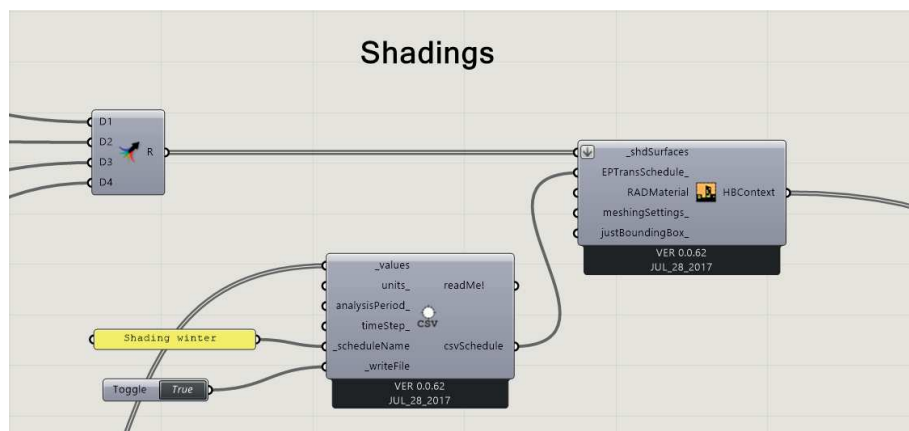 Shadings
D1
D2
D3
D4
R
_shdSurfaces
EPTransSchedule_
RADMaterial
HBContext
meshingSettings_
justBoundingBox_
VER 0.0.62
JUL_28_2017
_values
units_
readMe!
analysisPeriod_
timeStep_
CSV
_scheduleName
csvSchedule
_writeFile
VER 0.0.62
JUL_28_2017
Shading winter
Toggle True